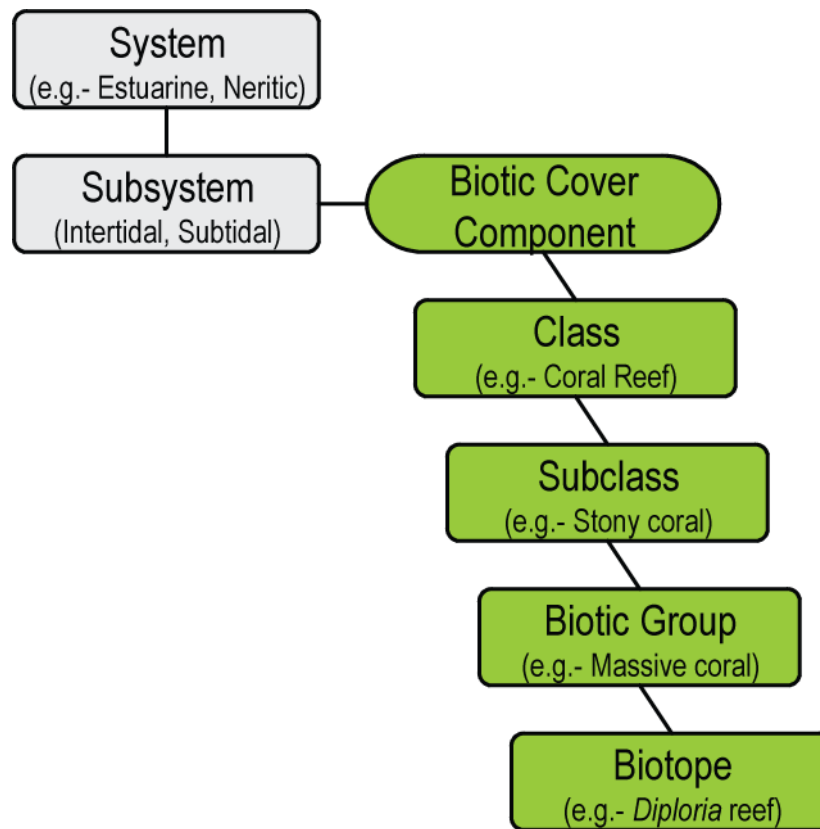 System
(e.g.- Estuarine, Neritic)
Subsystem
(Intertidal, Subtidal)
Biotic Cover
Component
Class
(e.g.- Coral Reef)
Subclass
(e.g.- Stony coral)
Biotic Group
(e.g.- Massive coral)
Biotope
(e.g.- Diploria reef)